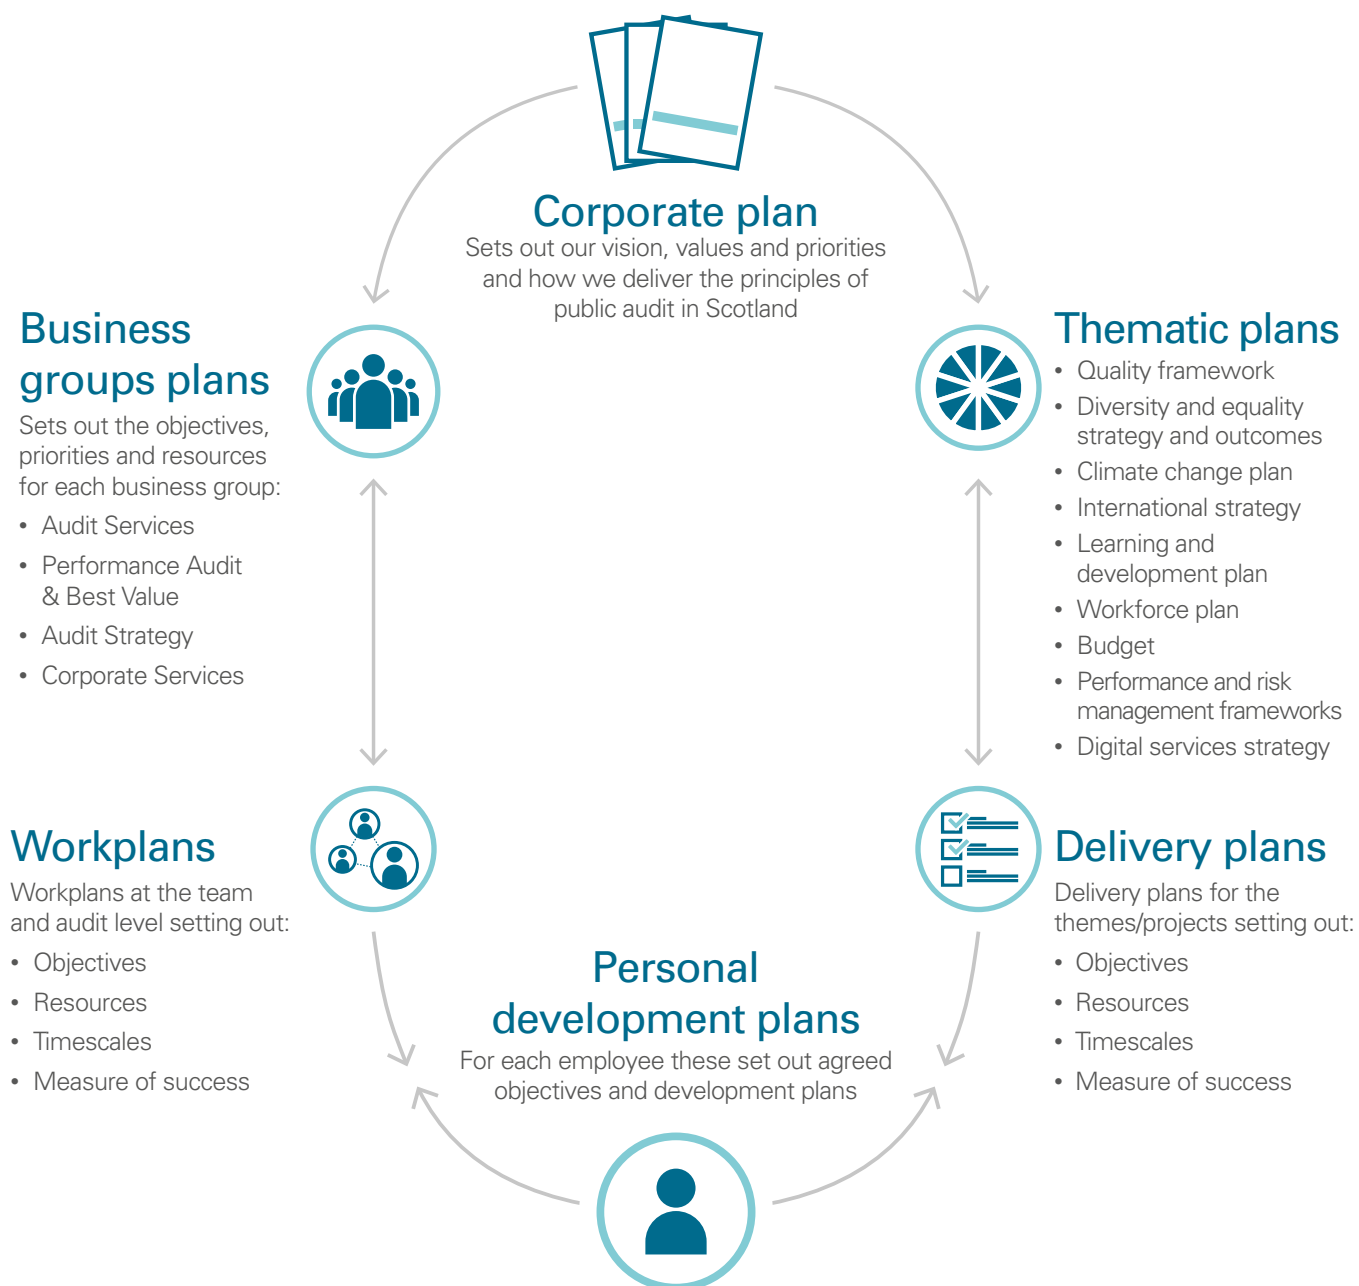 Corporate plan
Sets out our vision, values and priorities
and how we deliver the principles of
public audit in Scotland
Business
groups plans
Sets out the objectives,
priorities and resources
for each business group:
• Audit Services
• Performance Audit
& Best Value
• Audit Strategy
• Corporate Services
Thematic plans
• Quality framework
• Diversity and equality
strategy and outcomes
• Climate change plan
• International strategy
• Learning and
development plan
• Workforce plan
• Budget
• Performance and risk
management frameworks
• Digital services strategy
Workplans
Workplans at the team
and audit level setting out:
• Objectives
• Resources
• Timescales
• Measure of success
Delivery plans
Delivery plans for the
themes/projects setting out:
• Objectives
• Resources
• Timescales
• Measure of success
Personal
development plans
For each employee these set out agreed
objectives and development plans